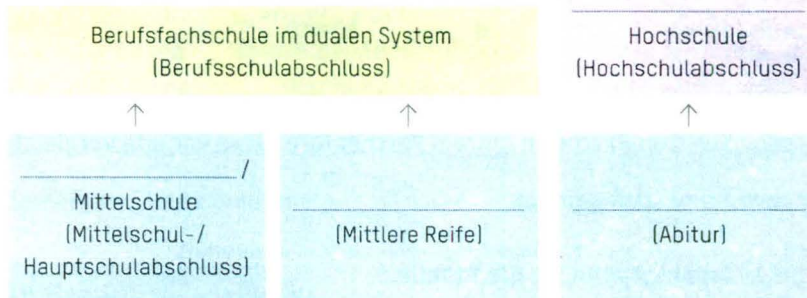 Berufsfachschule im dualen System
(Berufsschulabschluss)
Hochschule
(Hochschulabschluss)
/
Mittelschule
(Mittelschul-/
Hauptschulabschluss)
(Mittlere Reife)
(Abitur)